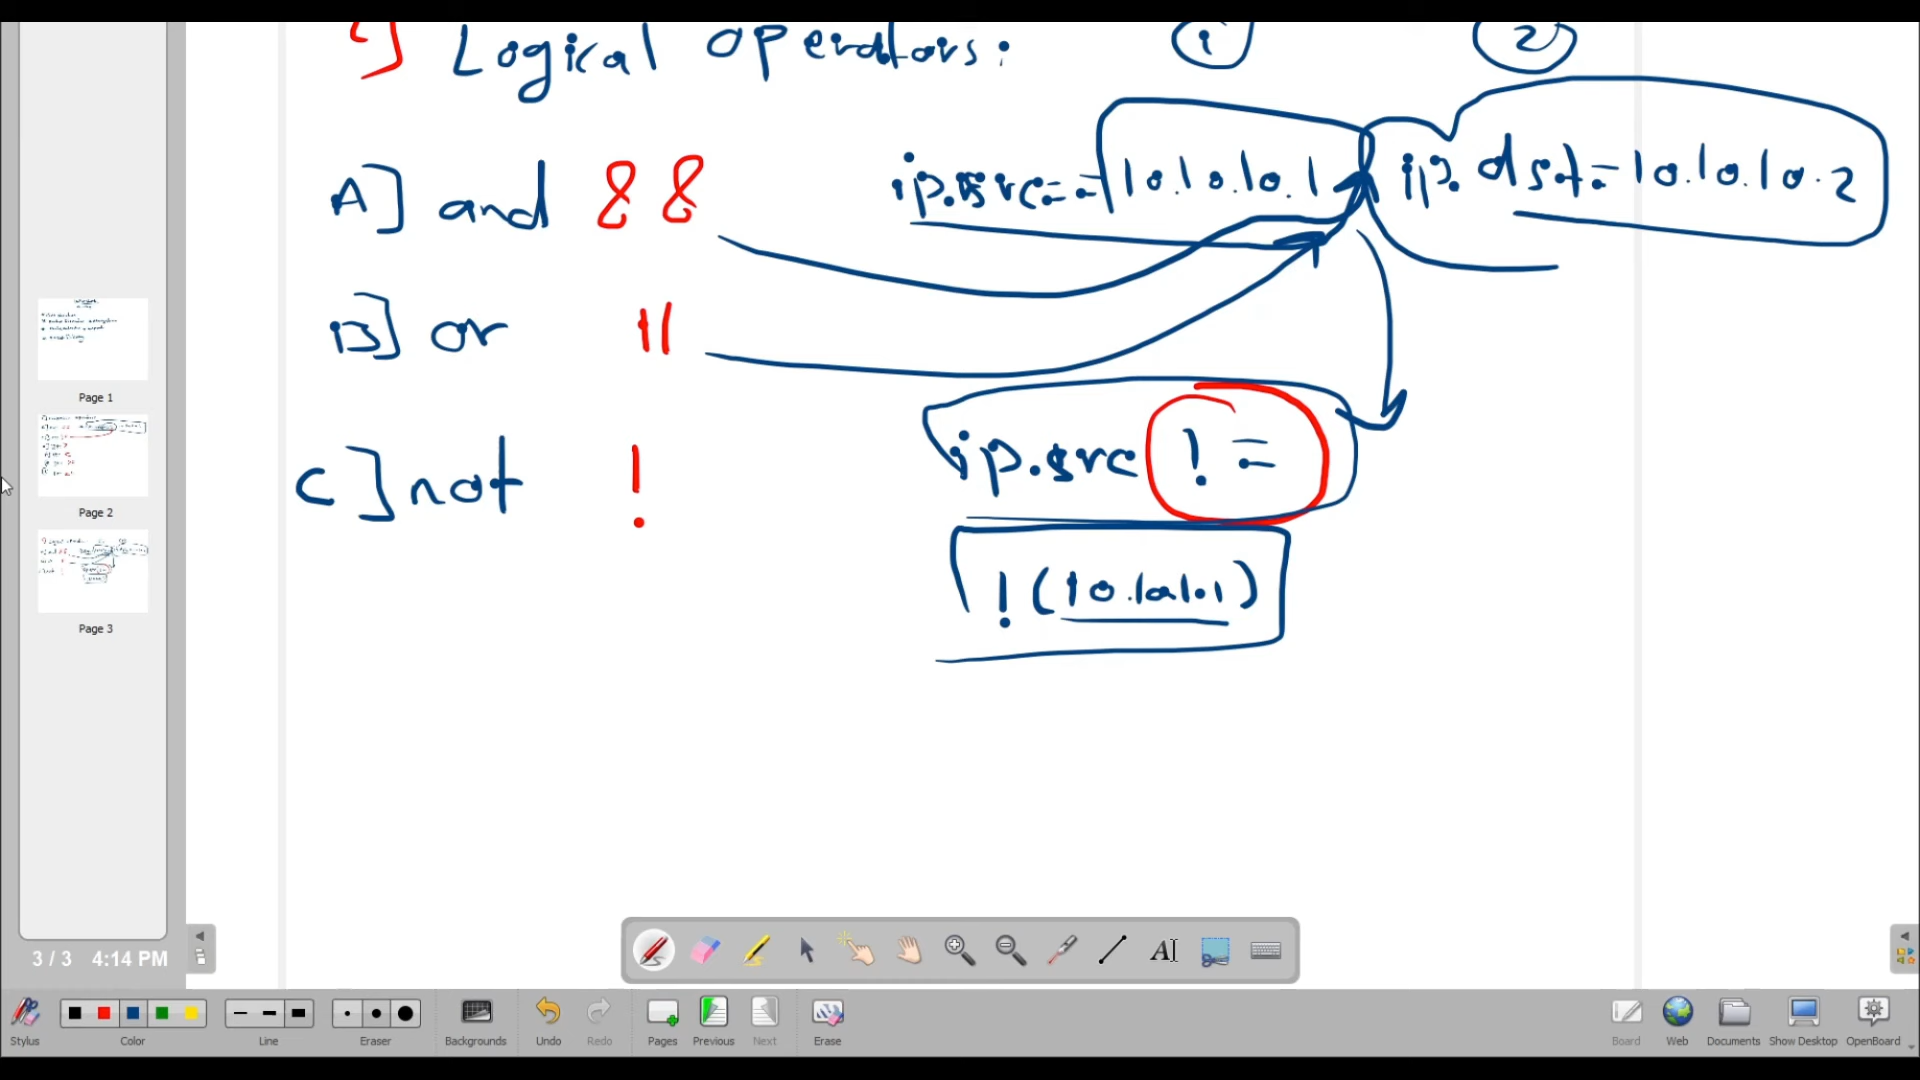 Logical Operators:
1
2
A] and &&
ip.src==10.10.10.1
ip.dst=10.10.10.2
B] or ||
C] not !
ip.src !=
!(10.10.1.1)
Page 1
Page 2
Page 3
3 / 3 4:14 PM
Stylus
Color
Line
Eraser
Backgrounds
Undo
Redo
Pages
Previous
Next
Erase
Board
Web
Documents
Show Desktop
OpenBoard